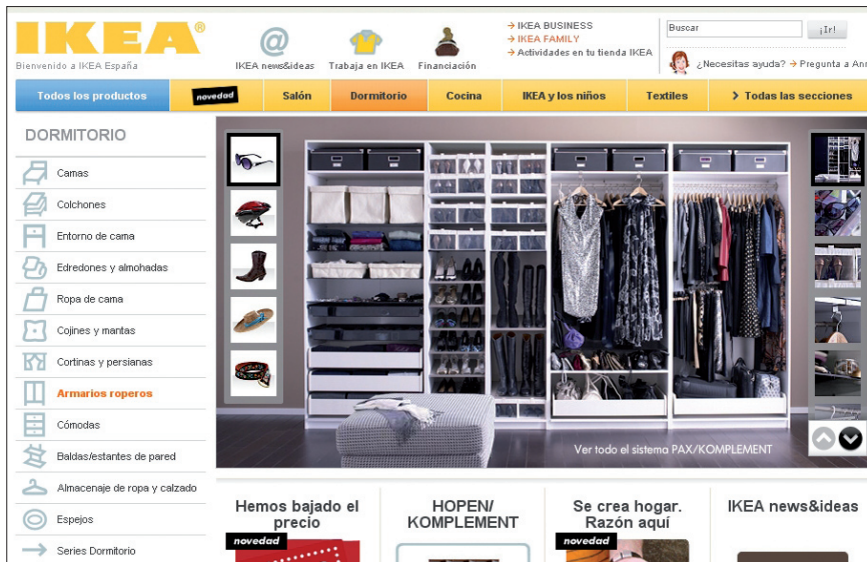 IKEA®
Bienvenido a IKEA España
IKEA news&ideas
Trabaja en IKEA
Financiación
→ IKEA BUSINESS
→ IKEA FAMILY
→ Actividades en tu tienda IKEA
Buscar
¡Ir!
¿Necesitas ayuda? → Pregunta a
Todos los productos
novedad
Salón
Dormitorio
Cocina
IKEA y los niños
Textiles
> Todas las secciones
DORMITORIO
Camas
Colchones
Entorno de cama
Edredones y almohadas
Ropa de cama
Cojines y mantas
Cortinas y persianas
Armarios roperos
Cómodas
Baldas/estantes de pared
Almacenaje de ropa y calzado
Espejos
Series Dormitorio
Ver todo el sistema PAX/KOMPLEMENT
Hemos bajado el
precio
novedad
HOPEN/
KOMPLEMENT
Se crea hogar.
Razón aquí
novedad
IKEA news&ideas